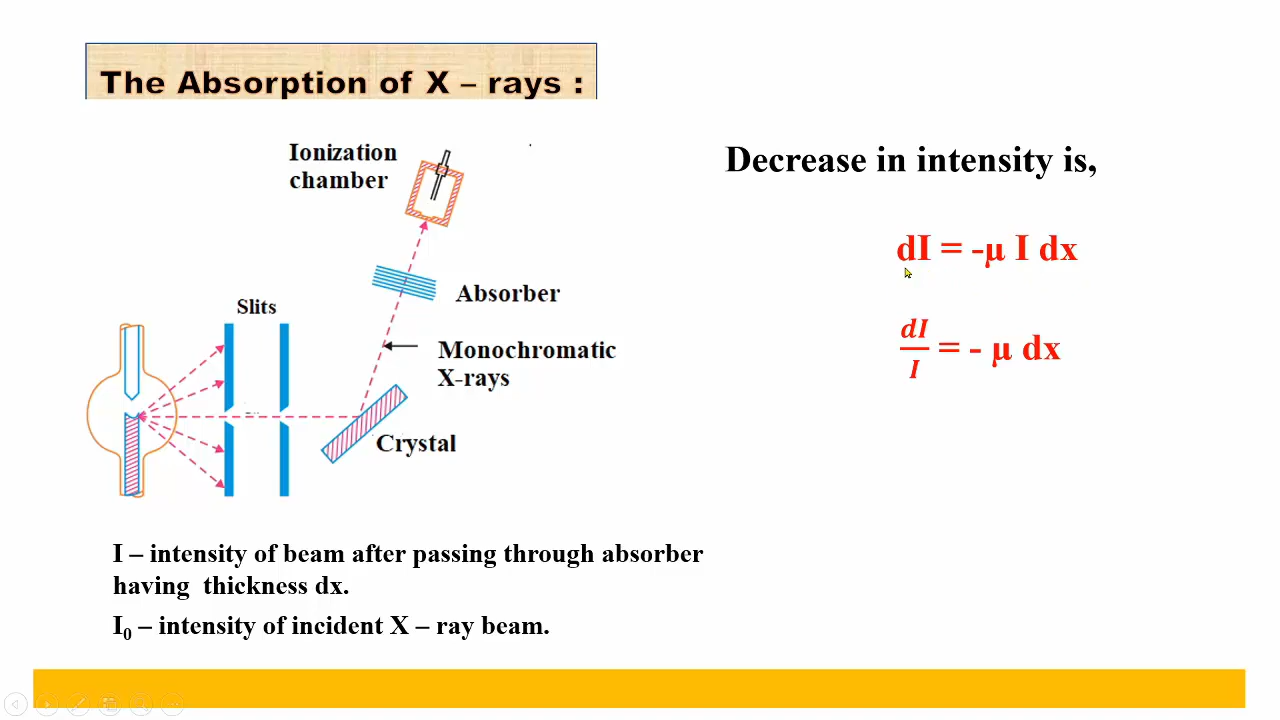 The Absorption of X – rays :
Ionization
chamber
Absorber
Slits
Monochromatic
X-rays
Crystal
Decrease in intensity is,
dI = -μ I dx
dI/I = - μ dx
I – intensity of beam after passing through absorber
having thickness dx.
I₀ – intensity of incident X – ray beam.